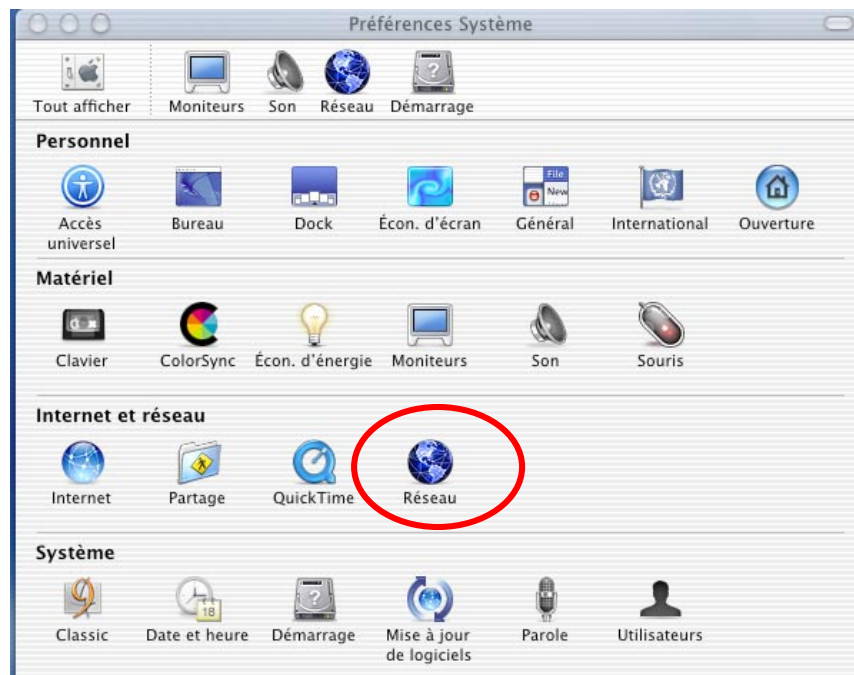 Préférences Système
Tout afficher Moniteurs Son Réseau Démarrage
Personnel
File
New
Accès universel Bureau Dock Écon. d'écran Général International Ouverture
Matériel
Clavier ColorSync Écon. d'énergie Moniteurs Son Souris
Internet et réseau
Internet Partage QuickTime Réseau
Système
18
Classic Date et heure Démarrage Mise à jour de logiciels Parole Utilisateurs